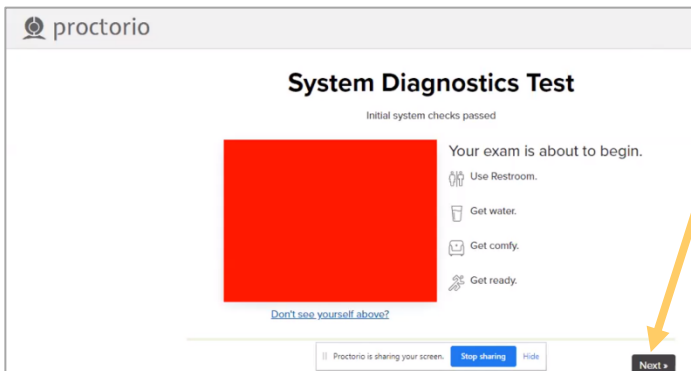 proctorio
System Diagnostics Test
Initial system checks passed
Your exam is about to begin.
Use Restroom.
Get water.
Get comfy.
Get ready.
Don't see yourself above?
Proctorio is sharing your screen. Stop sharing Hide
Next »